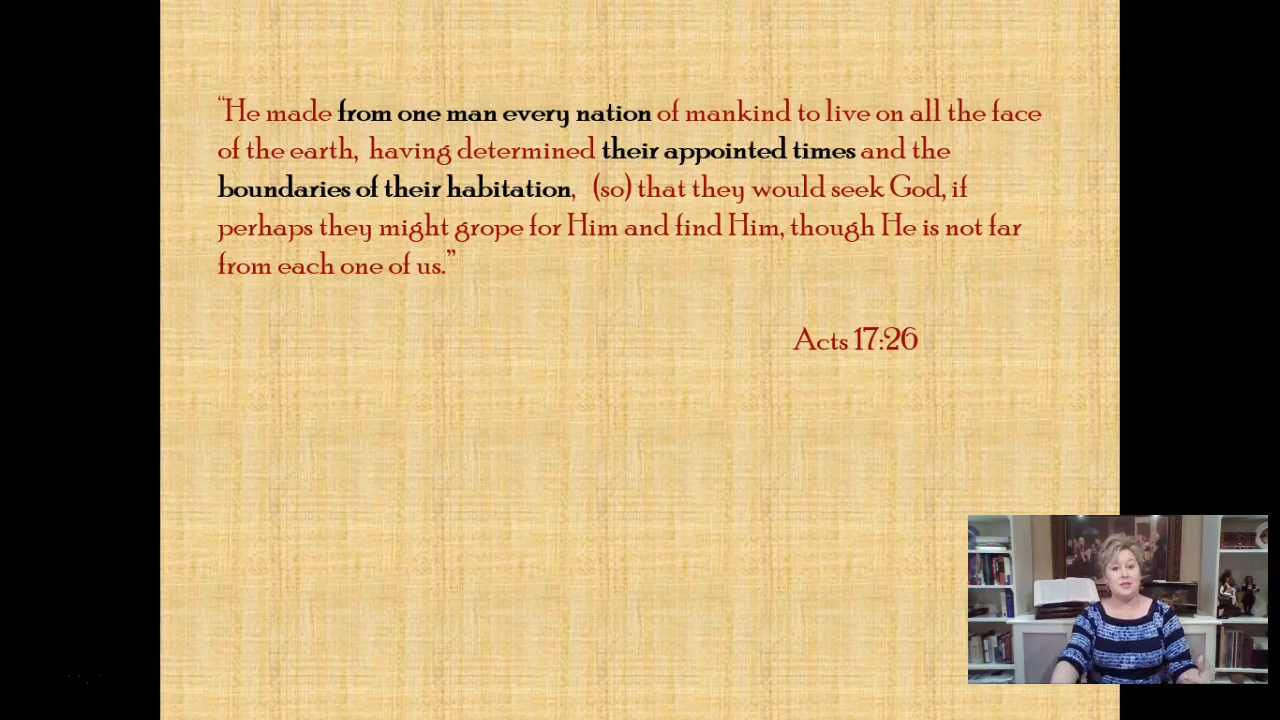 “He made from one man every nation of mankind to live on all the face
of the earth, having determined their appointed times and the
boundaries of their habitation, (so) that they would seek God, if
perhaps they might grope for Him and find Him, though He is not far
from each one of us.”
Acts 17:26